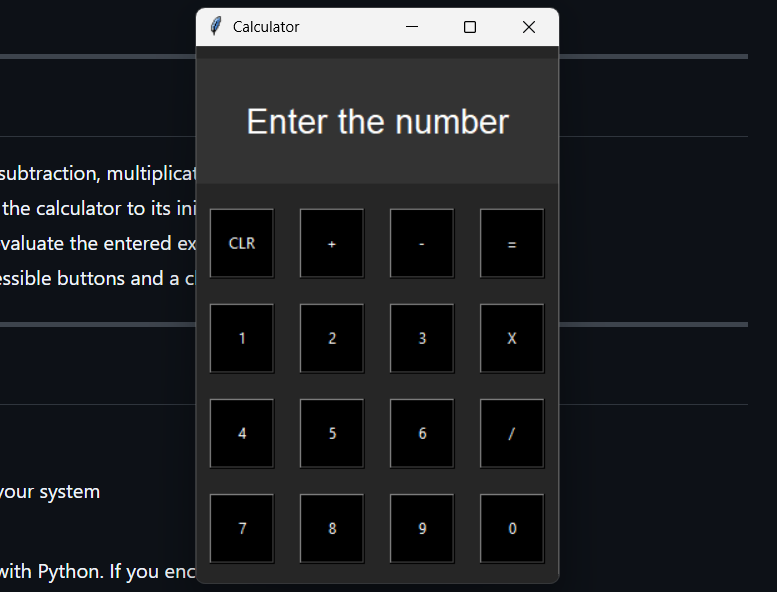 Calculator
Enter the number
subtraction, multiplicat
the calculator to its ini
valuate the entered ex
essible buttons and a c
CLR + - =
1 2 3 X
4 5 6 /
7 8 9 0
your system
with Python. If you enc